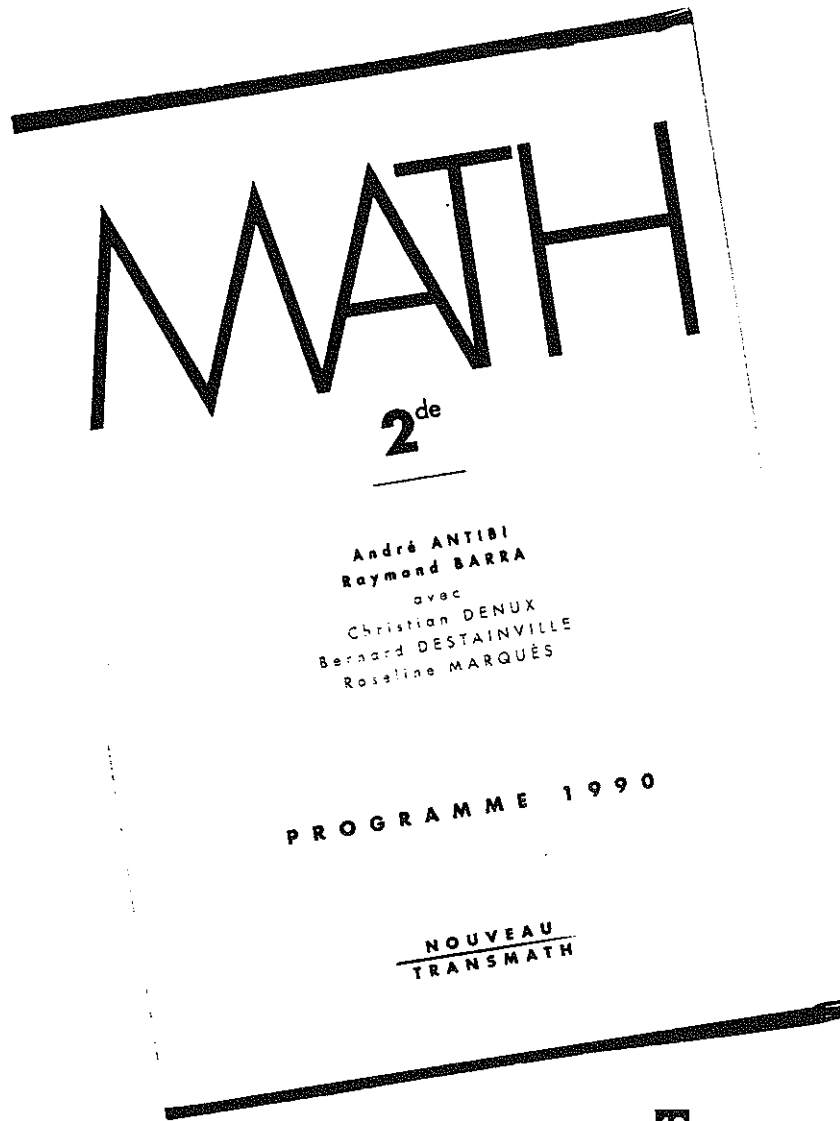 MATH
2de
André ANTIBI
Raymond BARRA
avec
Christian DENUX
Bernard DESTAINVILLE
Roseline MARQUÈS
PROGRAMME 1990
NOUVEAU
TRANSMATH